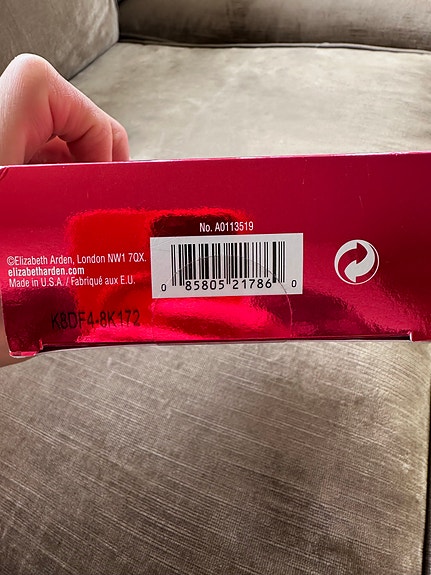 No. A0113519
©Elizabeth Arden, London NW1 7QX.
elizabetharden.com
Made in U.S.A. / Fabriqué aux E.U.
0 85805 21786 0
K8DF4-8K172